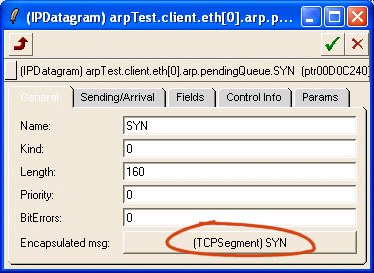 (IPDatagram) arpTest.client.eth[0].arp.p...
(IPDatagram) arpTest.client.eth[0].arp.pendingQueue.SYN (ptr00D0C240)
General Sending/Arrival Fields Control Info Params
Name: SYN
Kind: 0
Length: 160
Priority: 0
BitErrors: 0
Encapsulated msg: (TCPSegment) SYN